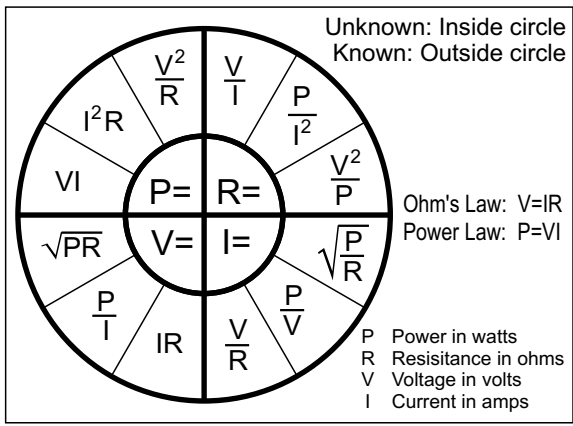 Unknown: Inside circle
Known: Outside circle
V²/R
V/I
I²R
P/I²
VI
V²/P
P=
R=
V=
I=
√PR
√P/R
P/I
P/V
IR
V/R
Ohm's Law: V=IR
Power Law: P=VI
P Power in watts
R Resisitance in ohms
V Voltage in volts
I Current in amps